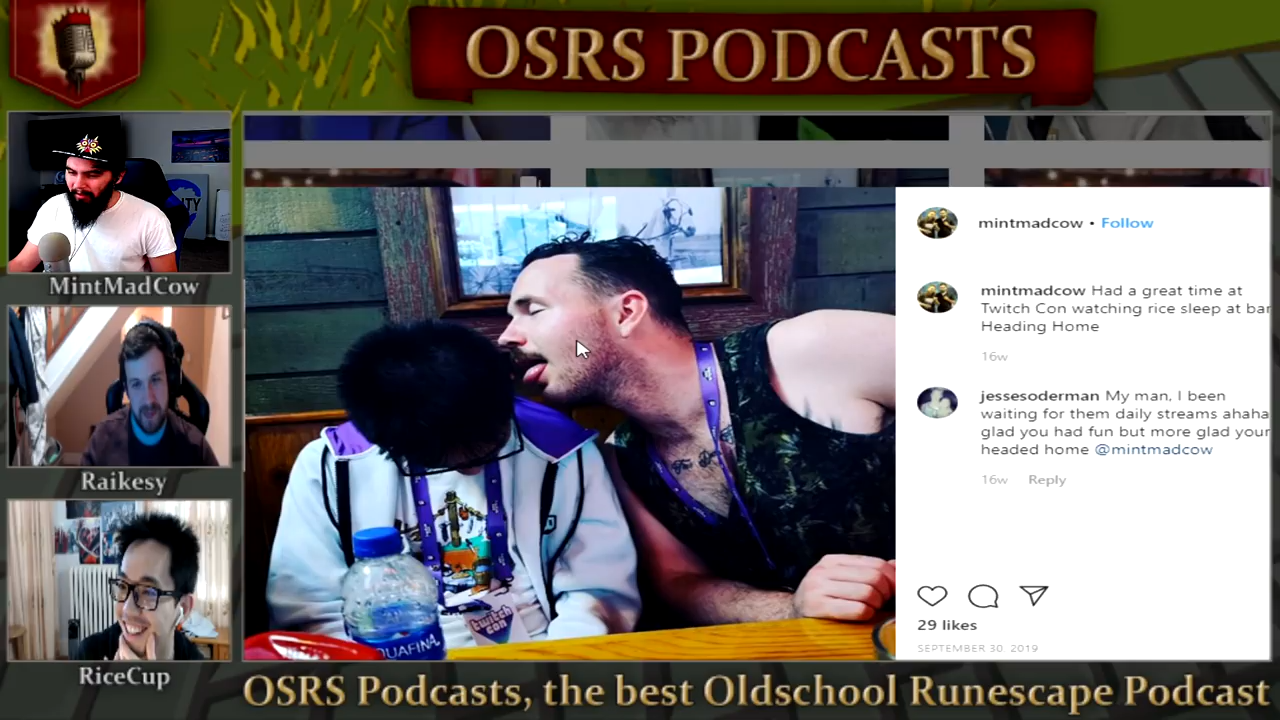 OSRS PODCASTS
MintMadCow
Raikesy
RiceCup
mintmadcow • Follow
mintmadcow Had a great time at
Twitch Con watching rice sleep at bar
Heading Home
16w
jessesoderman My man, I been
waiting for them daily streams ahaha
glad you had fun but more glad your
headed home @mintmadcow
16w Reply
29 likes
SEPTEMBER 30, 2019
QUAFINA
twitch
con
OSRS Podcasts, the best Oldschool Runescape Podcast